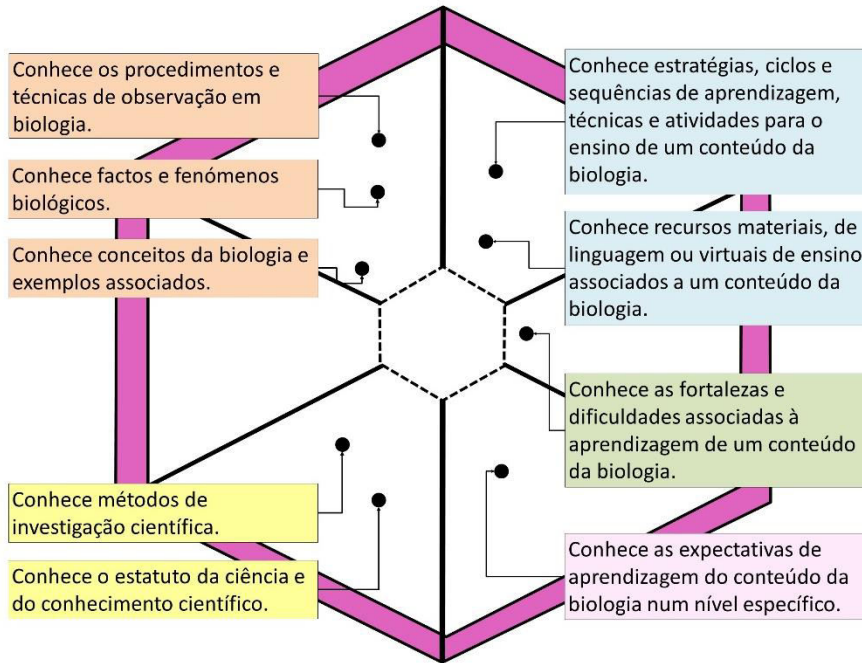 Conhece os procedimentos e
técnicas de observação em
biologia.
Conhece factos e fenómenos
biológicos.
Conhece conceitos da biologia e
exemplos associados.
Conhece métodos de
investigação científica.
Conhece o estatuto da ciência e
do conhecimento científico.
Conhece estratégias, ciclos e
sequências de aprendizagem,
técnicas e atividades para o
ensino de um conteúdo da
biologia.
Conhece recursos materiais, de
linguagem ou virtuais de ensino
associados a um conteúdo da
biologia.
Conhece as fortalezas e
dificuldades associadas à
aprendizagem de um conteúdo
da biologia.
Conhece as expectativas de
aprendizagem do conteúdo da
biologia num nível específico.